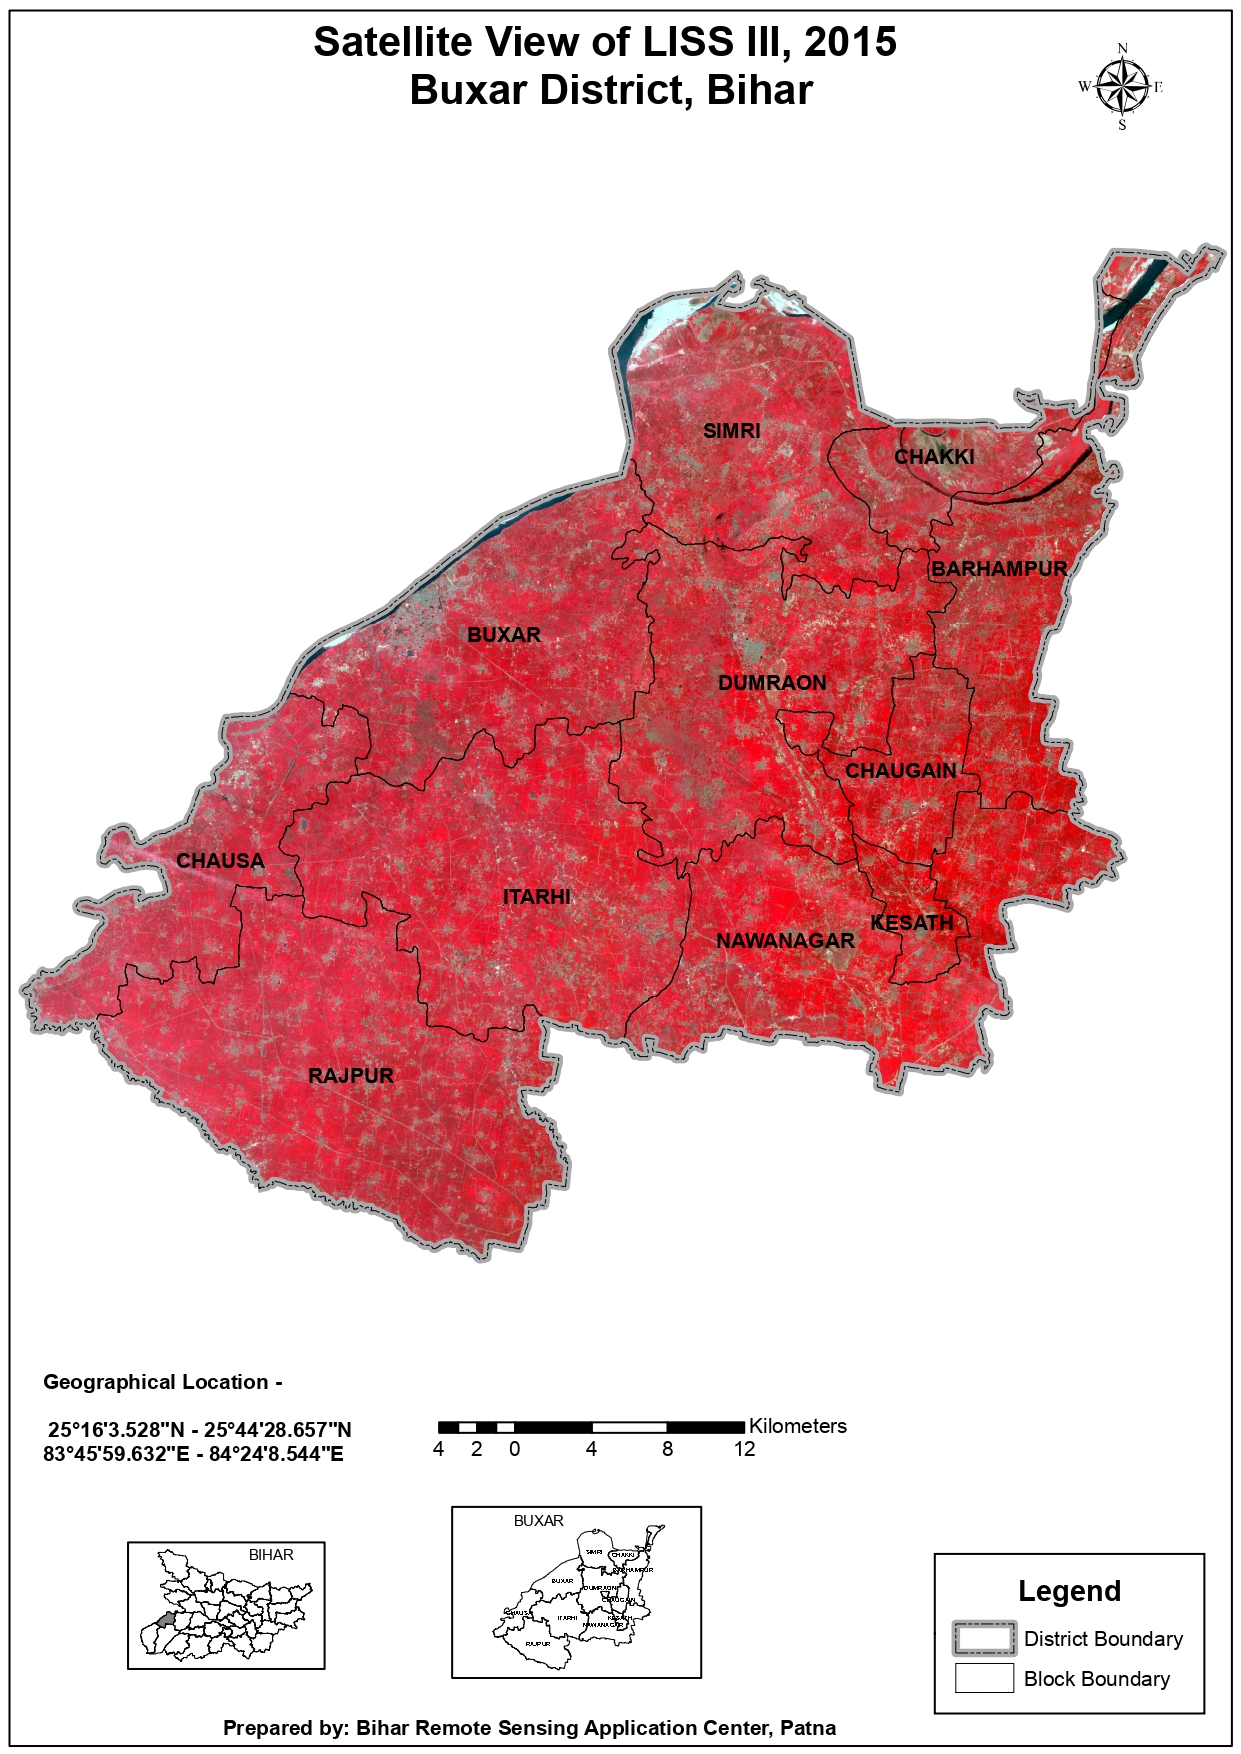 Satellite View of LISS III, 2015
Buxar District, Bihar
N
W E
S
SIMRI
CHAKKI
BARHAMPUR
BUXAR
DUMRAON
CHAUGAIN
CHAUSA
ITARHI
KESATH
NAWANAGAR
RAJPUR
Geographical Location -
25°16'3.528"N - 25°44'28.657"N
83°45'59.632"E - 84°24'8.544"E
Kilometers
4 2 0 4 8 12
BIHAR
BUXAR
SIMRI
CHAKKI
BARHAMPUR
BUXAR
DUMRAON
CHAUGAIN
CHAUSA
ITARHI
KESATH
NAWANAGAR
RAJPUR
Legend
District Boundary
Block Boundary
Prepared by: Bihar Remote Sensing Application Center, Patna